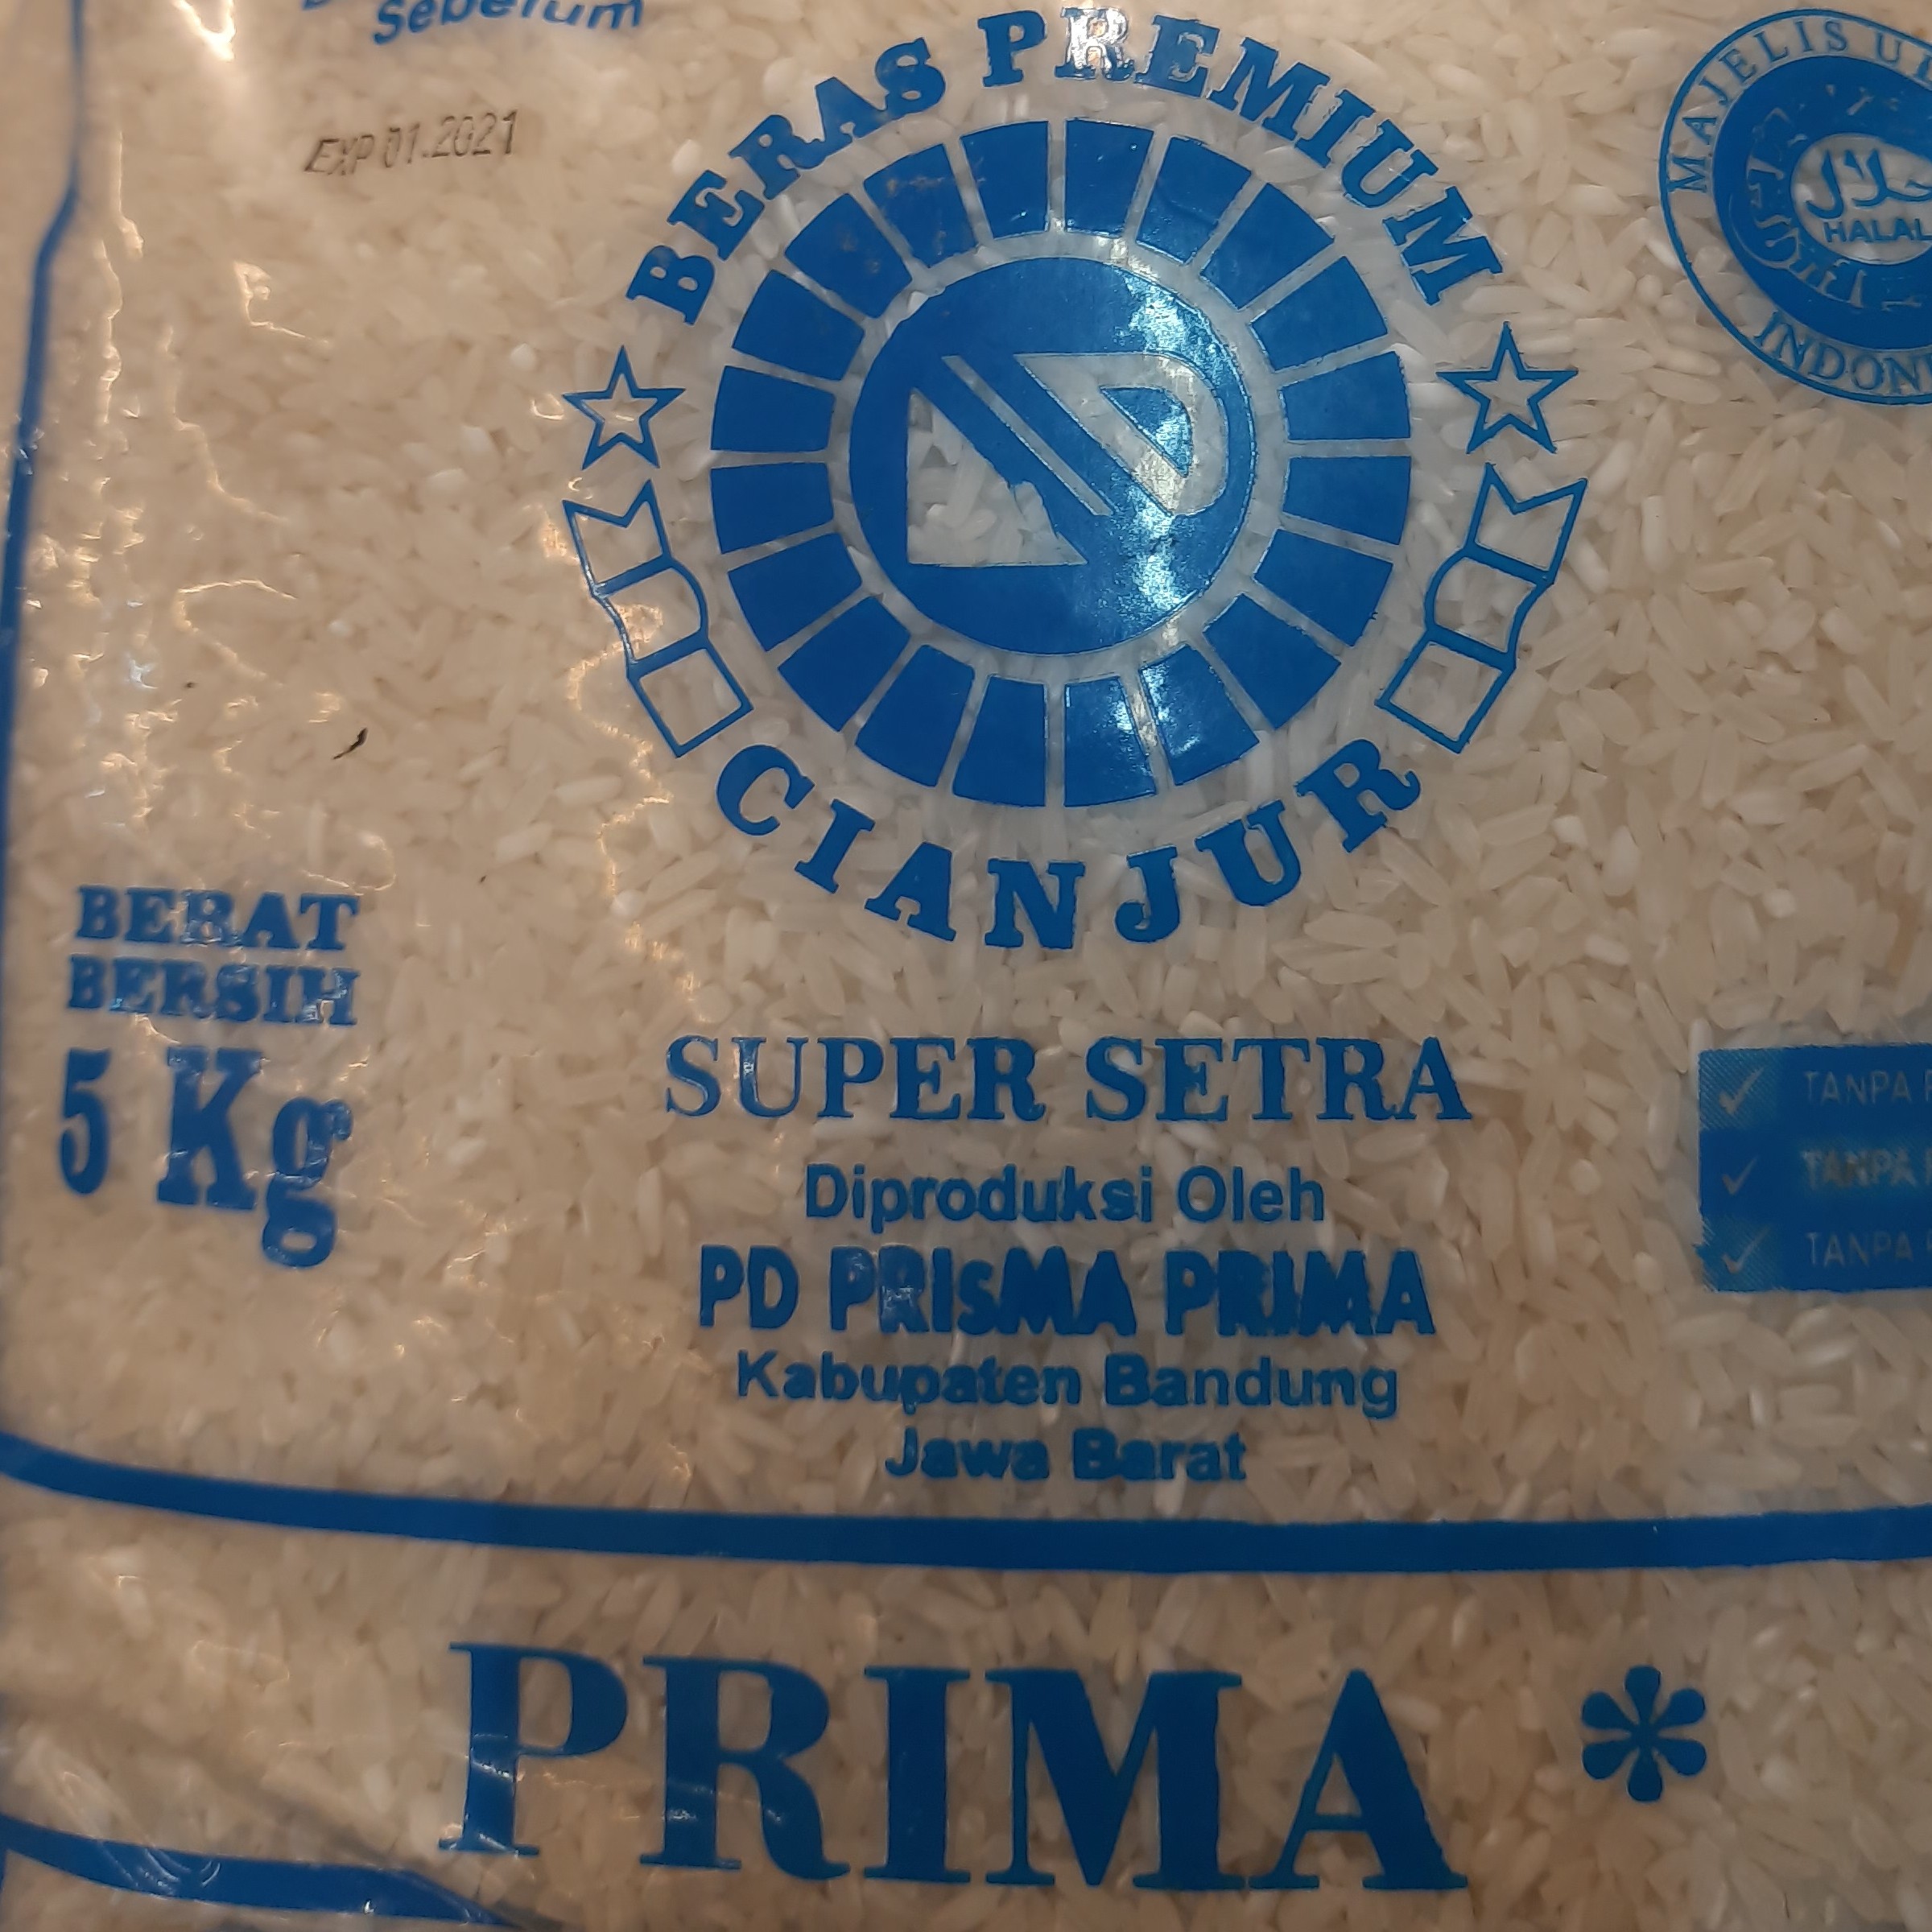 Sebelum
EXP 01.2021
BERAS PREMIUM
CIANJUR
MAJELIS
حلال
HALAL
BERAT
BERSIH
5 Kg
SUPER SETRA
Diproduksi Oleh
PD PRISMA PRIMA
Kabupaten Bandung
Jawa Barat
TANPA
TANPA
TANPA
PRIMA *